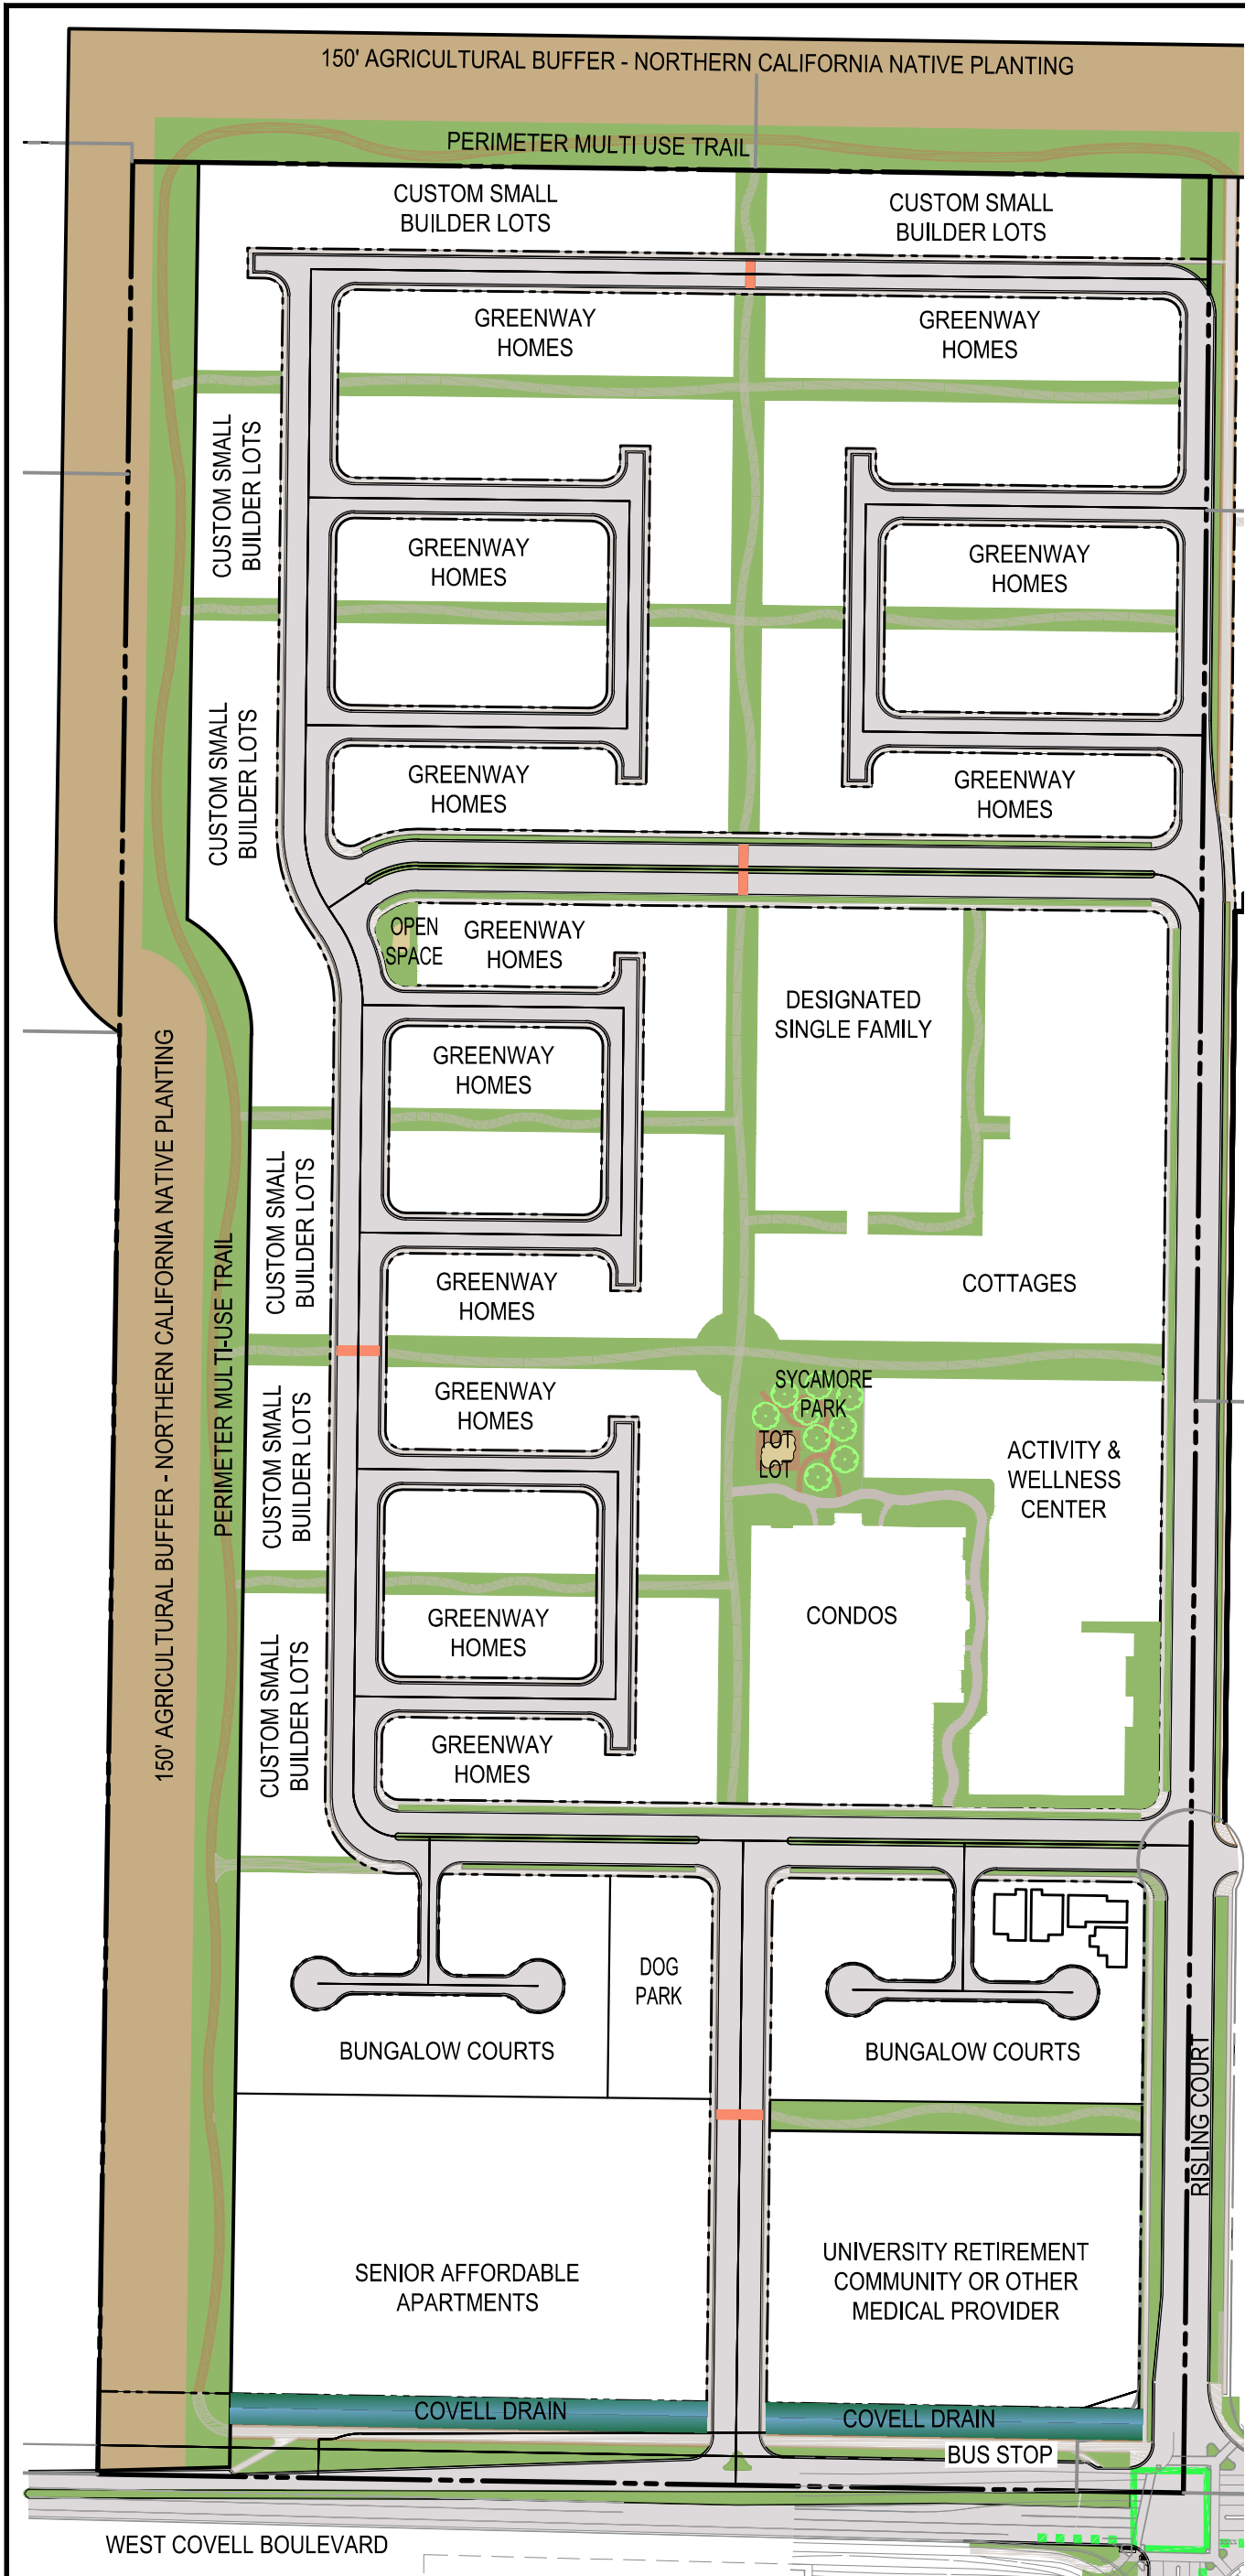 150' AGRICULTURAL BUFFER - NORTHERN CALIFORNIA NATIVE PLANTING
PERIMETER MULTI USE TRAIL
CUSTOM SMALL
BUILDER LOTS
CUSTOM SMALL
BUILDER LOTS
GREENWAY
HOMES
GREENWAY
HOMES
CUSTOM SMALL
BUILDER LOTS
GREENWAY
HOMES
GREENWAY
HOMES
CUSTOM SMALL
BUILDER LOTS
GREENWAY
HOMES
GREENWAY
HOMES
OPEN
SPACE
GREENWAY
HOMES
DESIGNATED
SINGLE FAMILY
150' AGRICULTURAL BUFFER - NORTHERN CALIFORNIA NATIVE PLANTING
PERIMETER MULTI-USE TRAIL
GREENWAY
HOMES
CUSTOM SMALL
BUILDER LOTS
GREENWAY
HOMES
COTTAGES
CUSTOM SMALL
BUILDER LOTS
GREENWAY
HOMES
SYCAMORE
PARK
TOT
LOT
ACTIVITY &
WELLNESS
CENTER
GREENWAY
HOMES
CONDOS
CUSTOM SMALL
BUILDER LOTS
GREENWAY
HOMES
DOG
PARK
BUNGALOW COURTS
BUNGALOW COURTS
RISLING COURT
SENIOR AFFORDABLE
APARTMENTS
UNIVERSITY RETIREMENT
COMMUNITY OR OTHER
MEDICAL PROVIDER
COVELL DRAIN
COVELL DRAIN
BUS STOP
WEST COVELL BOULEVARD